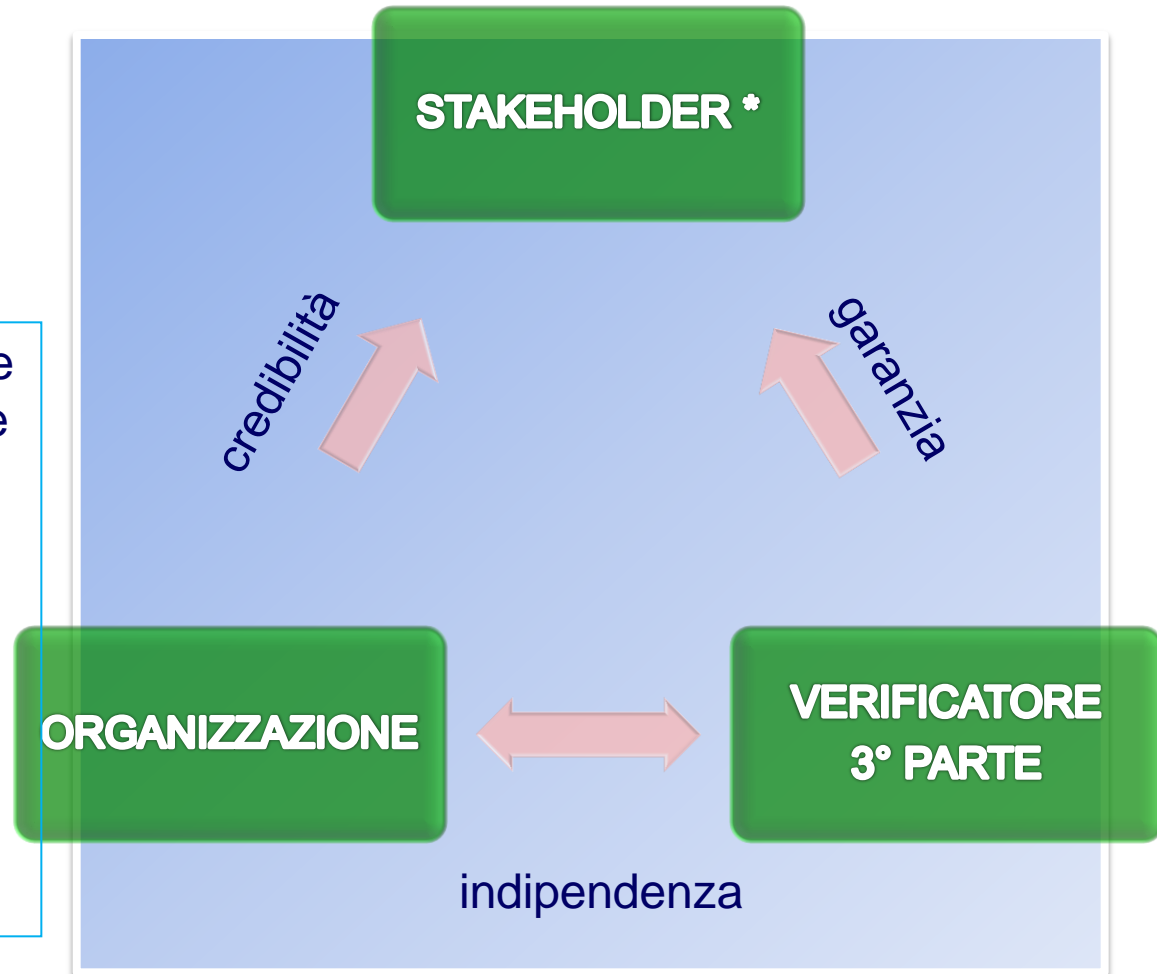 STAKEHOLDER *
credibilità
garanzia
e
e
ORGANIZZAZIONE
VERIFICATORE
3° PARTE
indipendenza